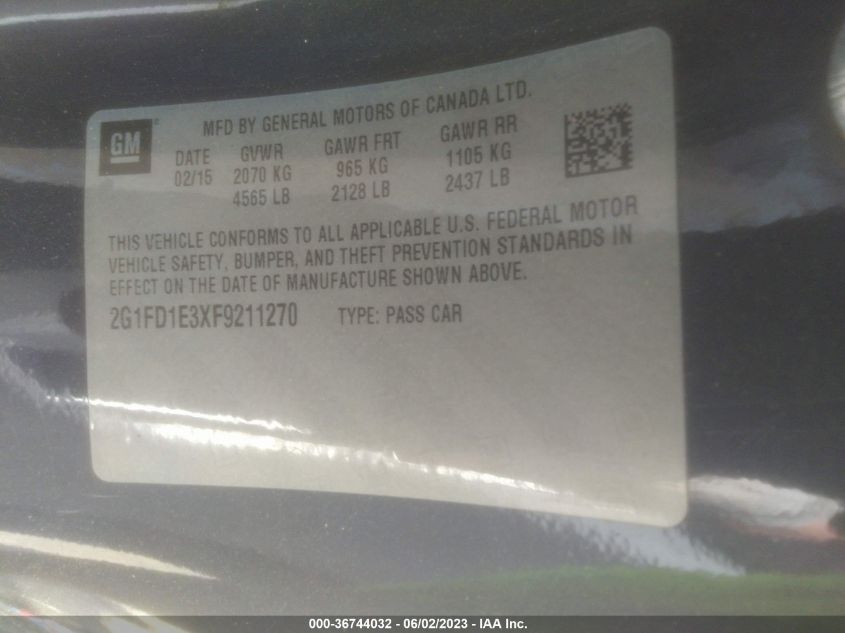 GM
MFD BY GENERAL MOTORS OF CANADA LTD.
DATE GVWR GAWR FRT GAWR RR
02/15 2070 KG 965 KG 1105 KG
4565 LB 2128 LB 2437 LB
THIS VEHICLE CONFORMS TO ALL APPLICABLE U.S. FEDERAL MOTOR
VEHICLE SAFETY, BUMPER, AND THEFT PREVENTION STANDARDS IN
EFFECT ON THE DATE OF MANUFACTURE SHOWN ABOVE.
2G1FD1E3XF9211270 TYPE: PASS CAR
000-36744032 - 06/02/2023 - IAA Inc.